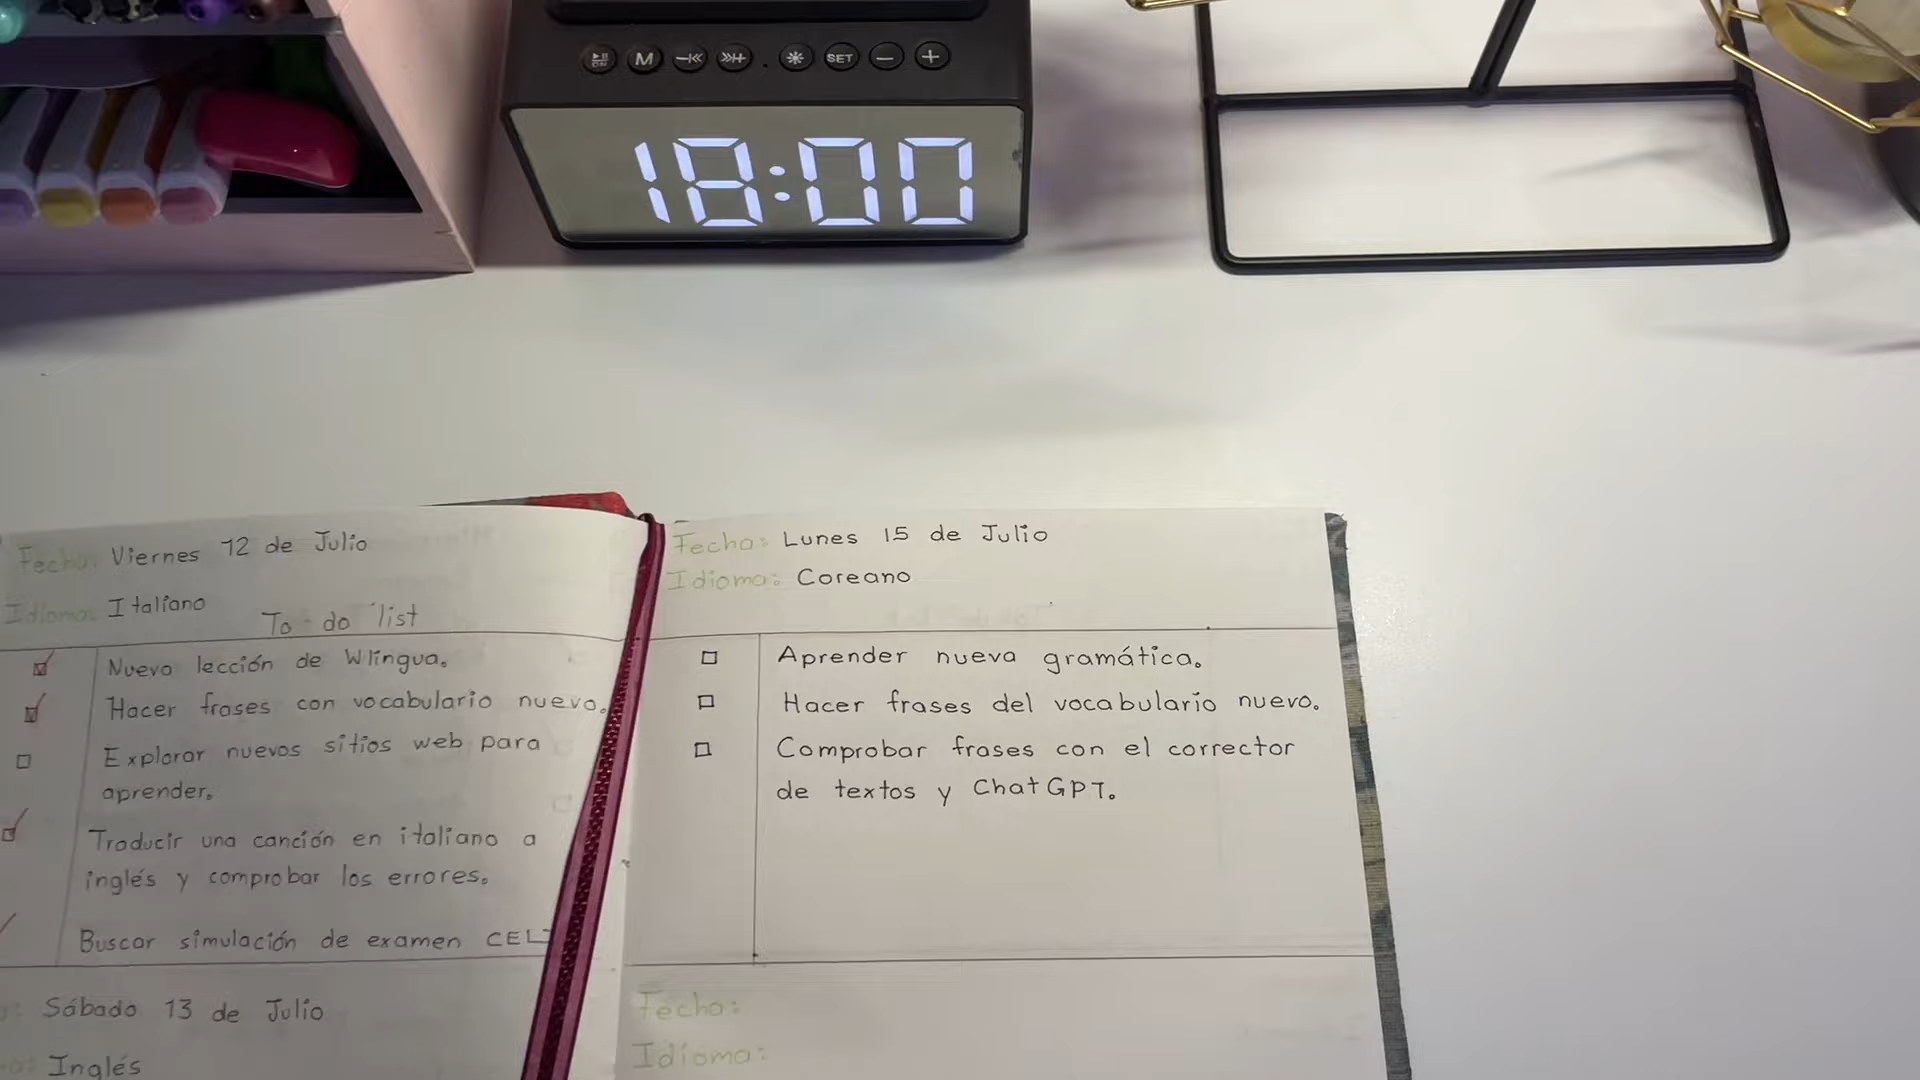 ON
M
SET
18:00
Fecha: Viernes 12 de Julio
Idioma: Italiano
To-do list
Nueva lección de Wlingua.
Hacer frases con vocabulario nuevo.
Explorar nuevos sitios web para
aprender.
Traducir una canción en italiano a
inglés y comprobar los errores.
Buscar simulación de examen
Sábado 13 de Julio
Inglés
Fecha: Lunes 15 de Julio
Idioma: Coreano
Aprender nueva gramática.
Hacer frases del vocabulario nuevo.
Comprobar frases con el corrector
de textos y ChatGPT.
Fecha:
Idioma: